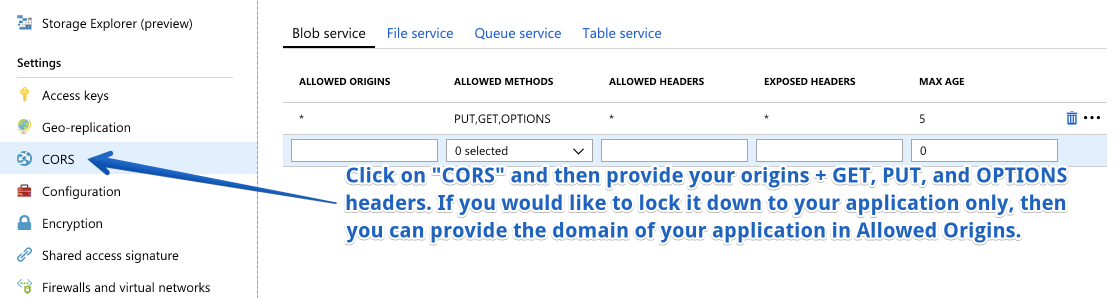 Storage Explorer (preview)
Settings
Access keys
Geo-replication
CORS
Configuration
Encryption
Shared access signature
Firewalls and virtual networks
Blob service File service Queue service Table service
ALLOWED ORIGINS ALLOWED METHODS ALLOWED HEADERS EXPOSED HEADERS MAX AGE
* PUT,GET,OPTIONS * * 5
0 selected 0
Click on "CORS" and then provide your origins + GET, PUT, and OPTIONS
headers. If you would like to lock it down to your application only, then
you can provide the domain of your application in Allowed Origins.